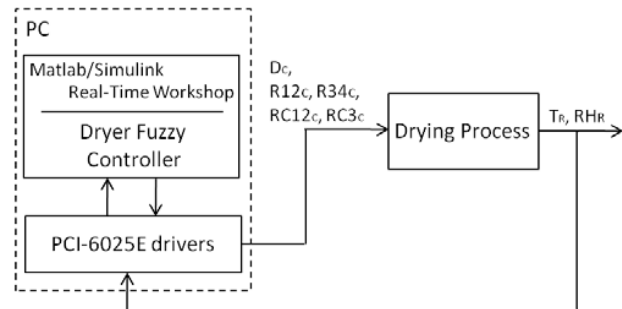 PC
Matlab/Simulink
Real-Time Workshop
Dryer Fuzzy
Controller
PCI-6025E drivers
Dc,
R12c, R34c,
RC12c, RC3c
Drying Process
TR, RHR